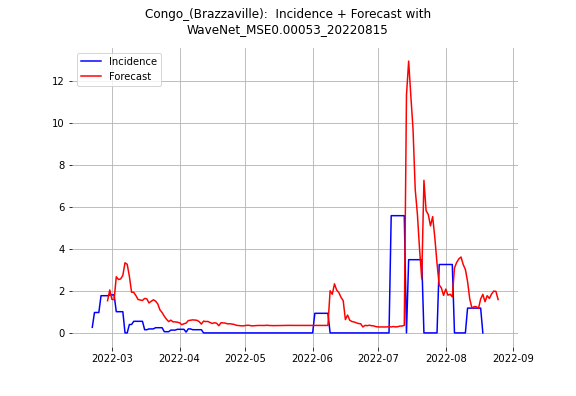 Congo_(Brazzaville):  Incidence + Forecast with
WaveNet_MSE0.00053_20220815
Incidence
Forecast
12
10
8
6
4
2
0
2022-03 2022-04 2022-05 2022-06 2022-07 2022-08 2022-09